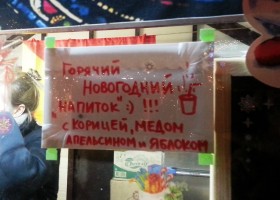 ГОРЯЧИЙ
НОВОГОДНИЙ
"НАПИТОК" :) !!!
С КОРИЦЕЙ, МЕДОМ
АПЕЛЬСИНОМ И ЯБЛОКОМ